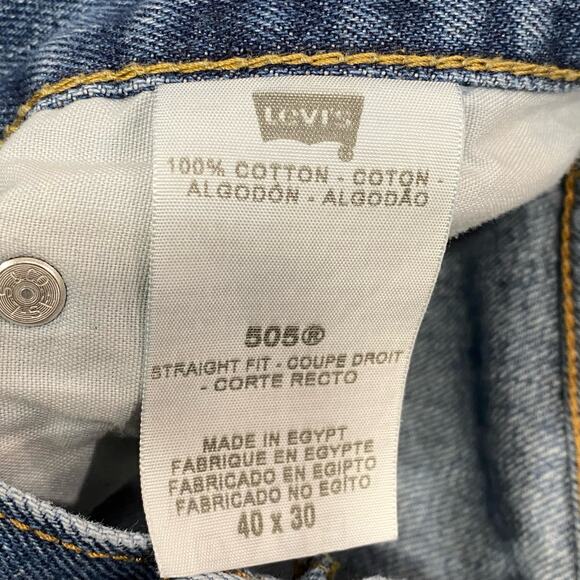 Levi's
100% COTTON - COTON -
ALGODÓN - ALGODÃO
505®
STRAIGHT FIT - COUPE DROIT
- CORTE RECTO
MADE IN EGYPT
FABRIQUE EN EGYPTE
FABRICADO EN EGIPTO
FABRICADO NO EGITO
40 x 30